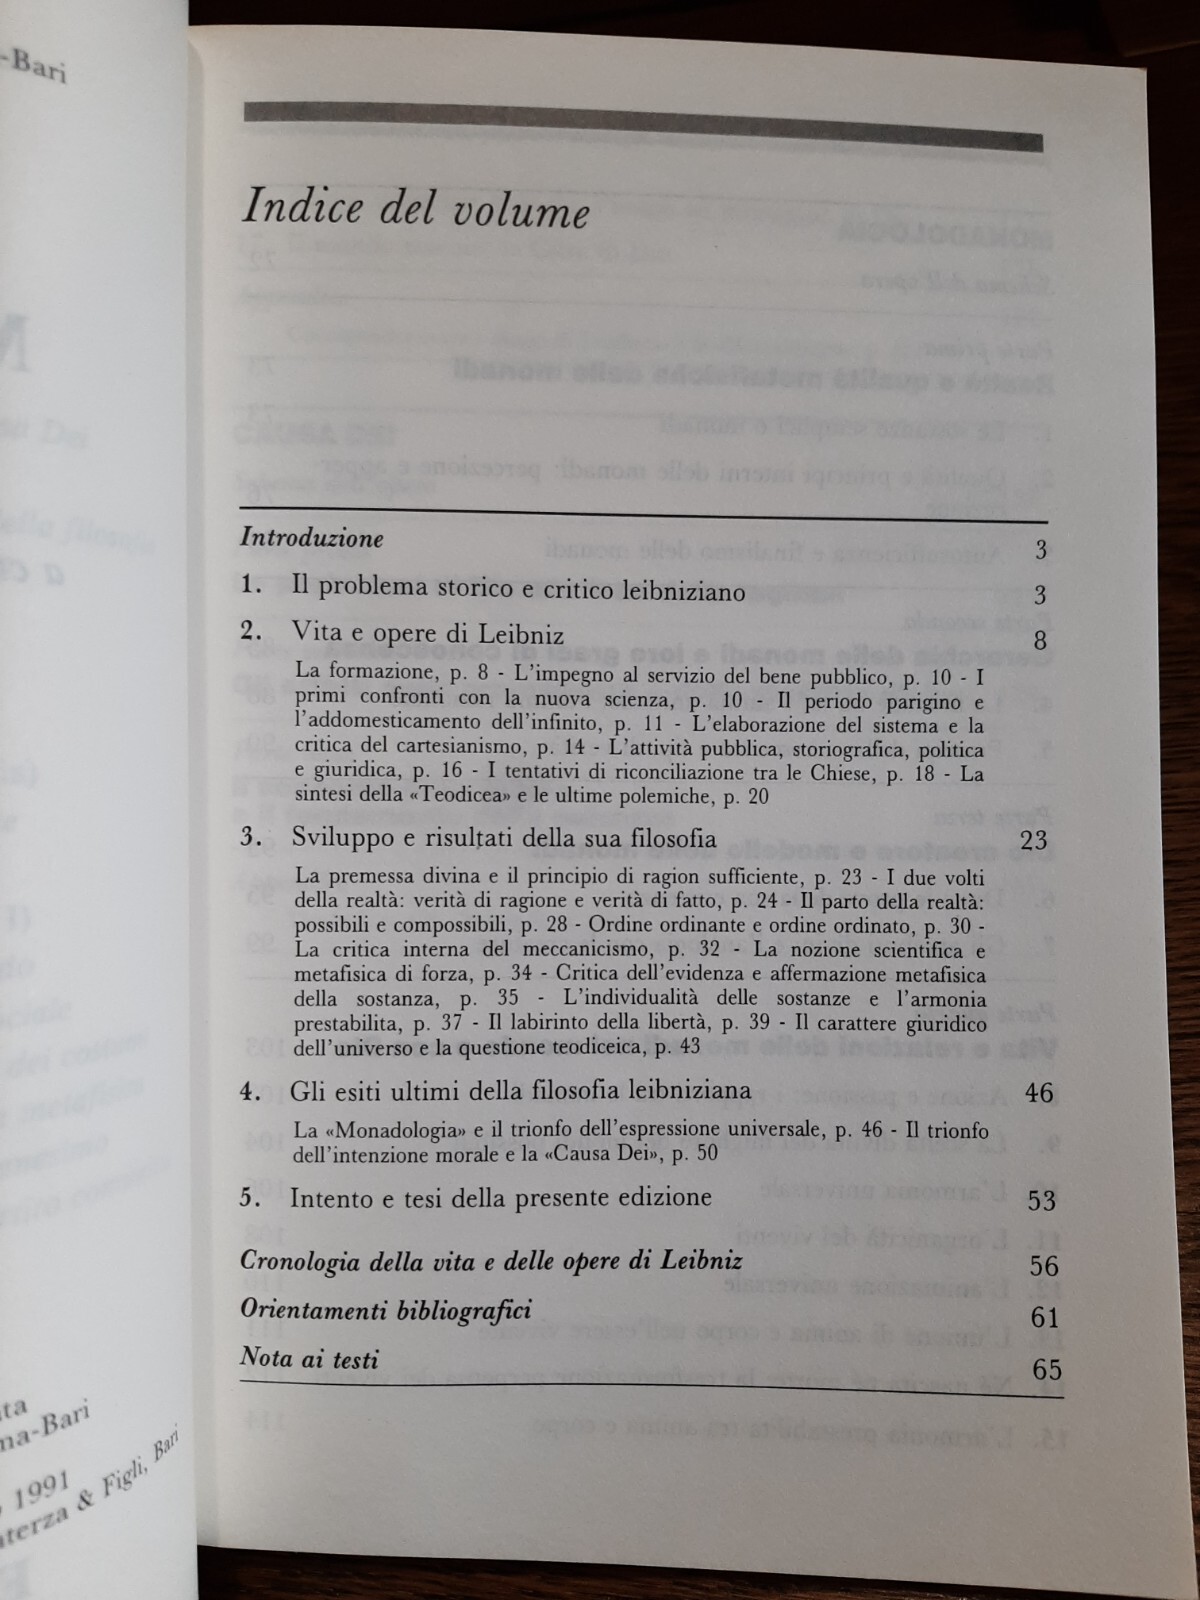 -Bari
ta
na-Bari
, 1991
aterza & Figli, Bari
Indice del volume
Introduzione 3
1. Il problema storico e critico leibniziano 3
2. Vita e opere di Leibniz 8
La formazione, p. 8 - L'impegno al servizio del bene pubblico, p. 10 - I
primi confronti con la nuova scienza, p. 10 - Il periodo parigino e
l'addomesticamento dell'infinito, p. 11 - L'elaborazione del sistema e la
critica del cartesianismo, p. 14 - L'attività pubblica, storiografica, politica
e giuridica, p. 16 - I tentativi di riconciliazione tra le Chiese, p. 18 - La
sintesi della «Teodicea» e le ultime polemiche, p. 20
3. Sviluppo e risultati della sua filosofia 23
La premessa divina e il principio di ragion sufficiente, p. 23 - I due volti
della realtà: verità di ragione e verità di fatto, p. 24 - Il parto della realtà:
possibili e compossibili, p. 28 - Ordine ordinante e ordine ordinato, p. 30 -
La critica interna del meccanicismo, p. 32 - La nozione scientifica e
metafisica di forza, p. 34 - Critica dell'evidenza e affermazione metafisica
della sostanza, p. 35 - L'individualità delle sostanze e l'armonia
prestabilita, p. 37 - Il labirinto della libertà, p. 39 - Il carattere giuridico
dell'universo e la questione teodiceica, p. 43
4. Gli esiti ultimi della filosofia leibniziana 46
La «Monadologia» e il trionfo dell'espressione universale, p. 46 - Il trionfo
dell'intenzione morale e la «Causa Dei», p. 50
5. Intento e tesi della presente edizione 53
Cronologia della vita e delle opere di Leibniz 56
Orientamenti bibliografici 61
Nota ai testi 65